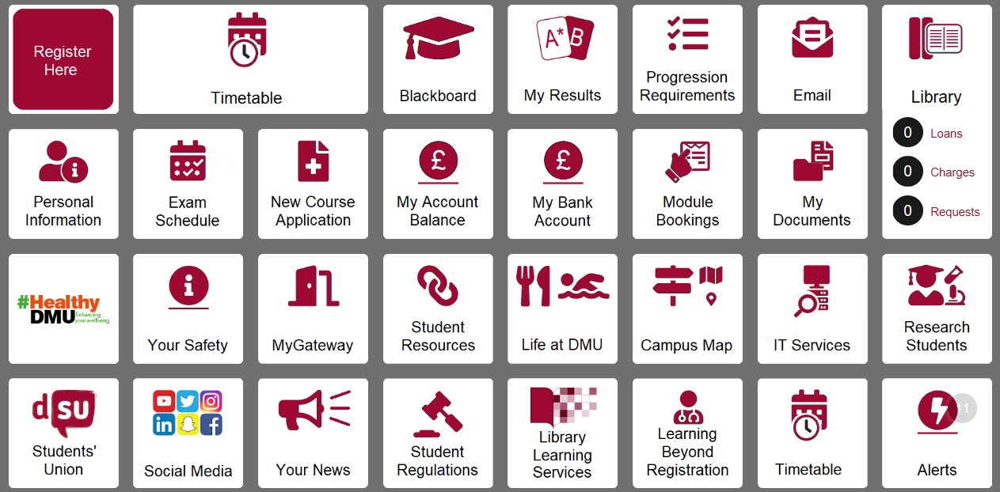 Register
Here
Timetable
Blackboard
A* B
My Results
Progression
Requirements
Email
Library
0 Loans
0 Charges
0 Requests
i
Personal
Information
Exam
Schedule
New Course
Application
£
My Account
Balance
£
My Bank
Account
Module
Bookings
My
Documents
#Healthy
DMU Enhancing
your wellbeing
i
Your Safety
MyGateway
Student
Resources
Life at DMU
Campus Map
IT Services
Research
Students
dSU
Students'
Union
in f
Social Media
Your News
Student
Regulations
Library
Learning
Services
Learning
Beyond
Registration
Timetable
11
Alerts